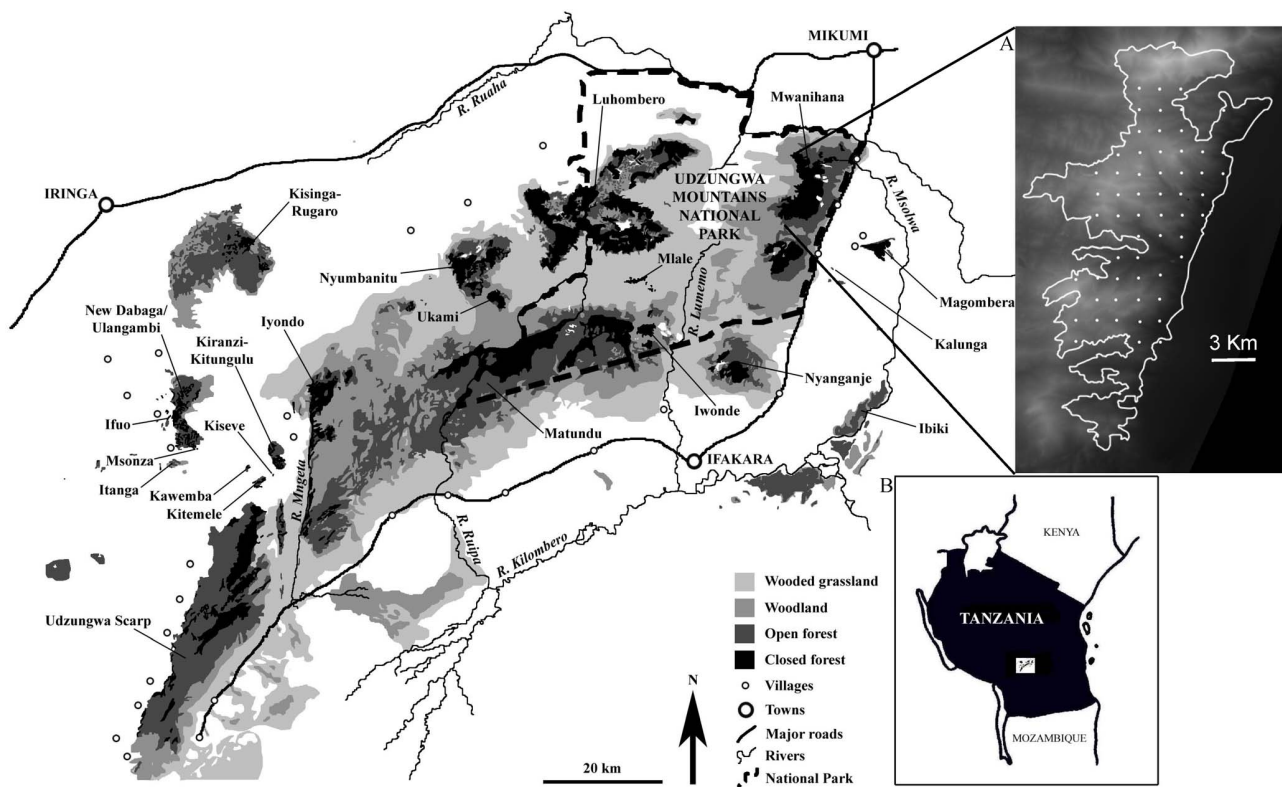 MIKUMI
A
R. Ruaha
Luhombero
Mwanihana
IRINGA
Kisinga-
Rugaro
UDZUNGWA
MOUNTAINS
NATIONAL
PARK
R. Msolwa
Nyumbanitu
Mlale
R. Lumemo
Magombera
New Dabaga/
Ulangambi
Iyondo
Ukami
Kiranzi-
Kitungulu
Kalunga
3 Km
Nyanganje
Ifuo
Kiseve
Iwonde
Ibiki
Matundu
Msonza
IFAKARA
Itanga
Kawemba
Kitemele
R. Mngeta
B
R. Ruipa
R. Kilombero
KENYA
TANZANIA
MOZAMBIQUE
Udzungwa Scarp
Wooded grassland
Woodland
Open forest
Closed forest
Villages
N
Towns
Major roads
Rivers
20 km
National Park